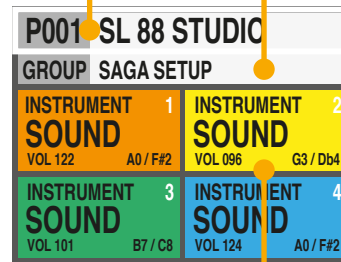 P001 SL 88 STUDIO
GROUP SAGA SETUP
INSTRUMENT 1
SOUND
VOL 122 A0 / F#2
INSTRUMENT 2
SOUND
VOL 096 G3 / Db4
INSTRUMENT 3
SOUND
VOL 101 B7 / C8
INSTRUMENT 4
SOUND
VOL 124 A0 / F#2